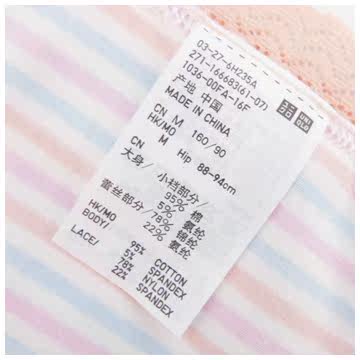 03-27-6H235A
271-166683(61-07)
1036-00FA-16F
产地 中国
MADE IN CHINA
UNI
QLO
CN M 160/90
HK/MO M Hip 88-94cm
CN
大身/ 小裆部分/
95% 棉
5% 氨纶
蕾丝部分/ 78% 锦纶
22% 氨纶
HK/MO
BODY/ 95% COTTON
5% SPANDEX
LACE/ 78% NYLON
22% SPANDEX